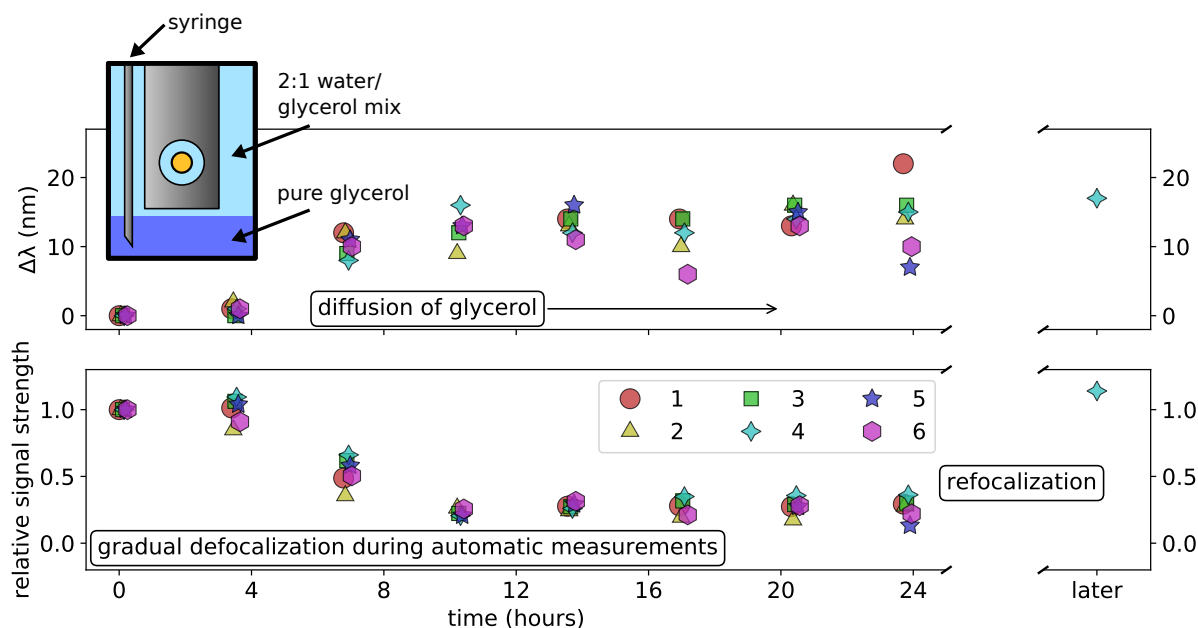 syringe
2:1 water/
glycerol mix
pure glycerol
Δλ (nm)
20
10
0
20
10
0
diffusion of glycerol
relative signal strength
1.0
0.5
0.0
1.0
0.5
0.0
1 3 5
2 4 6
refocalization
gradual defocalization during automatic measurements
0 4 8 12 16 20 24 later
time (hours)